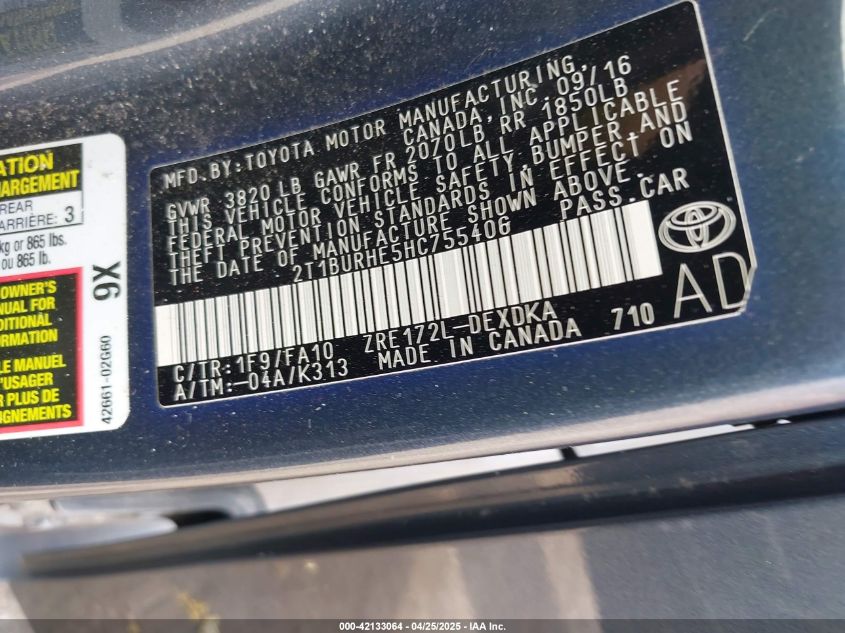 MFD. BY: TOYOTA MOTOR MANUFACTURING,
CANADA, INC. 09/16
GVWR 3820 LB GAWR FR 2070LB, RR 1850LB
THIS VEHICLE CONFORMS TO ALL APPLICABLE
FEDERAL MOTOR VEHICLE SAFETY, BUMPER, AND
THEFT PREVENTION STANDARDS IN EFFECT ON
THE DATE OF MANUFACTURE SHOWN ABOVE.
2T1BURHE5HC755406 PASS. CAR
TOYOTA
AD
C/TR: 1F9/FA10 ZRE172L-DEXDKA 710
A/TM: -04A/K313 MADE IN CANADA
REAR
ARRIÈRE: 3
kg or 865 lbs.
ou 865 lb.
OWNER'S
NUAL FOR
DITIONAL
ORMATION
LE MANUEL
'USAGER
R PLUS DE
IGNEMENTS
9X
42661-02G60
000-42133064 - 04/25/2025 - IAA Inc.